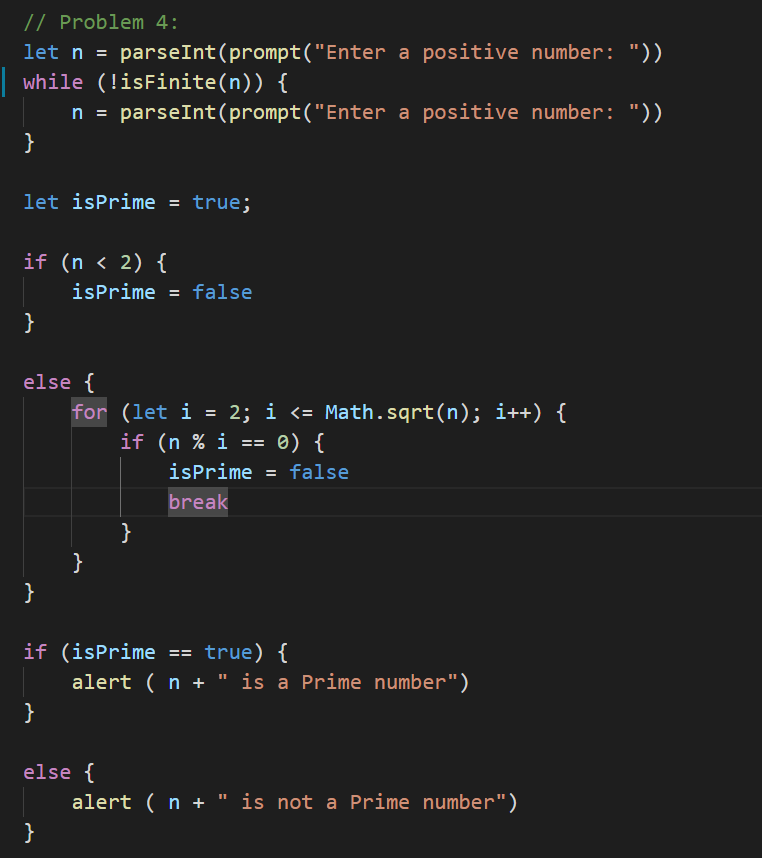 // Problem 4:
let n = parseInt(prompt("Enter a positive number: "))
while (!isFinite(n)) {
    n = parseInt(prompt("Enter a positive number: "))
}

let isPrime = true;

if (n < 2) {
    isPrime = false
}

else {
    for (let i = 2; i <= Math.sqrt(n); i++) {
        if (n % i == 0) {
            isPrime = false
            break
        }
    }
}

if (isPrime == true) {
    alert ( n + " is a Prime number")
}

else {
    alert ( n + " is not a Prime number")
}